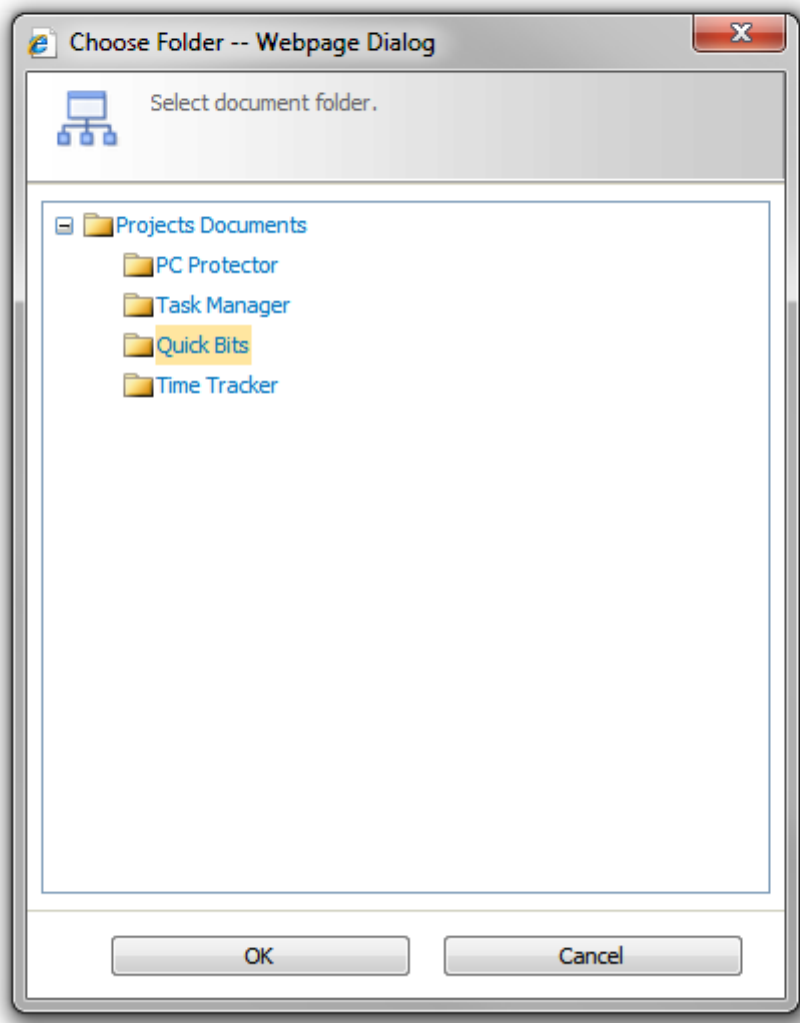 Choose Folder -- Webpage Dialog
Select document folder.
Projects Documents
PC Protector
Task Manager
Quick Bits
Time Tracker
OK Cancel